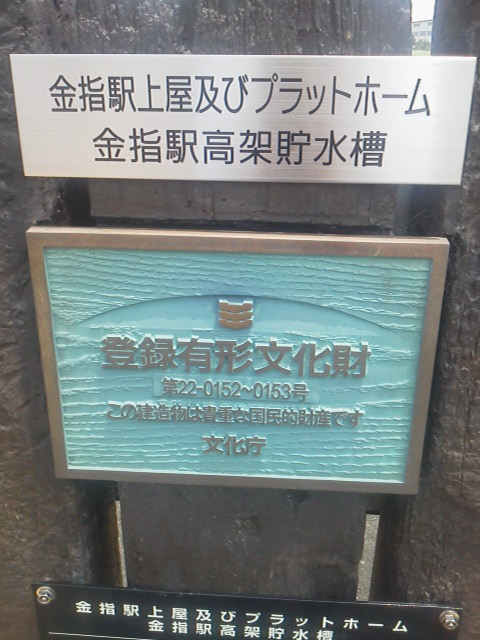 金指駅上屋及びプラットホーム
金指駅高架貯水槽
登録有形文化財
第22-0152~0153号
この建造物は貴重な国民的財産です
文化庁
金指駅上屋及びプラットホーム
金指駅高架貯水槽